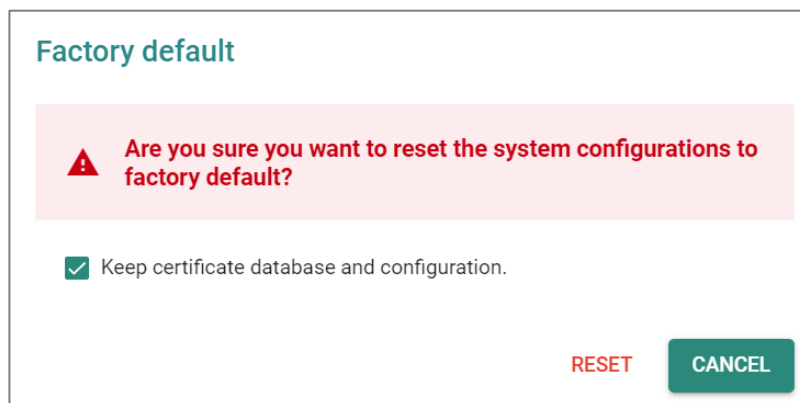 Factory default
Are you sure you want to reset the system configurations to
factory default?
Keep certificate database and configuration.
RESET
CANCEL